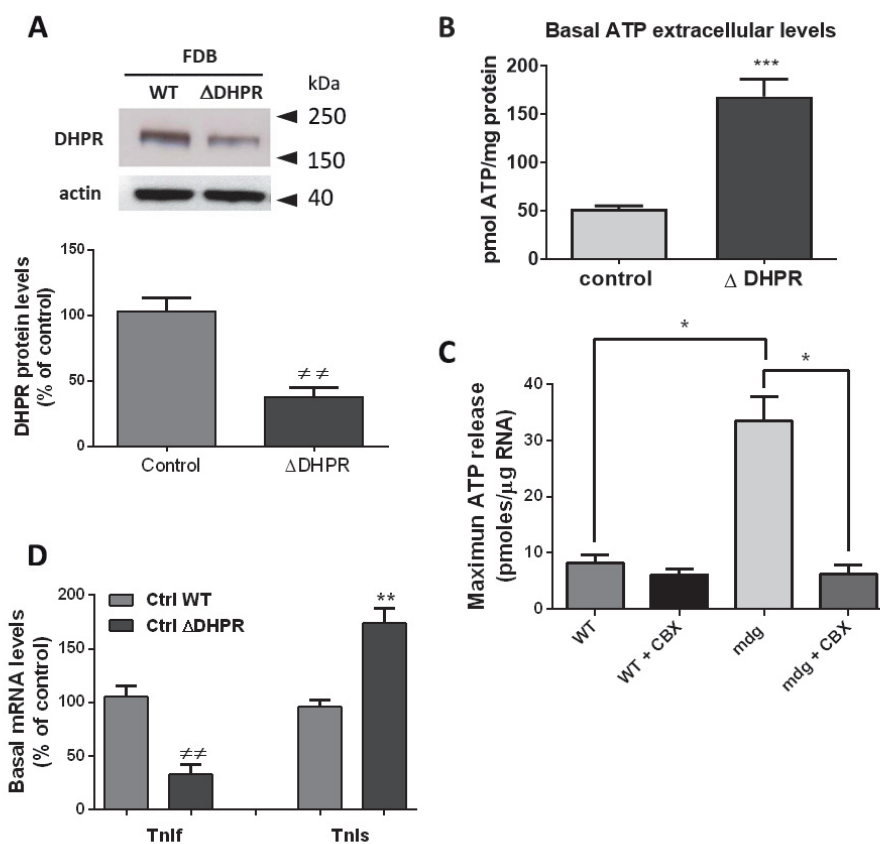 A
FDB
WT ΔDHPR
kDa
DHPR
250
150
actin
40
DHPR protein levels
(% of control)
150
100
50
0
≠ ≠
Control ΔDHPR
B
Basal ATP extracellular levels
pmol ATP/mg protein
200
150
100
50
0
***
control Δ DHPR
C
Maximun ATP release
(pmoles/μg RNA)
40
30
20
10
0
*
*
WT
WT + CBX
mdg
mdg + CBX
D
Basal mRNA levels
(% of control)
200
150
100
50
0
Ctrl WT
Ctrl ΔDHPR
≠≠
**
TnIf TnIs